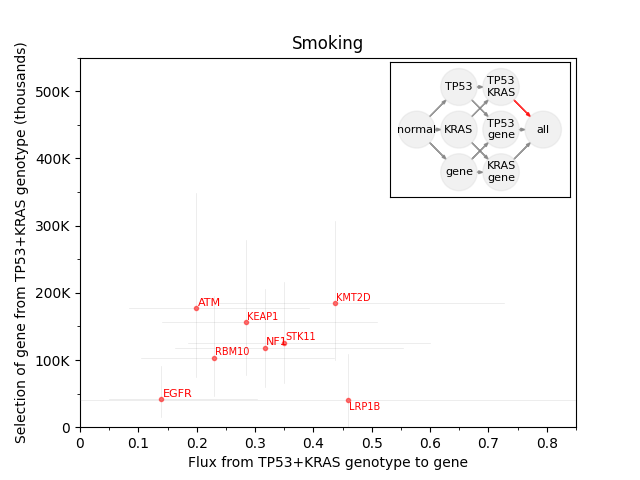 Smoking
Selection of gene from TP53+KRAS genotype (thousands)
500K
400K
300K
200K
100K
0
TP53
TP53
KRAS
normal
KRAS
TP53
gene
all
gene
KRAS
gene
KMT2D
ATM
KEAP1
STK11
NF1
RBM10
EGFR
LRP1B
0
0.1
0.2
0.3
0.4
0.5
0.6
0.7
0.8
Flux from TP53+KRAS genotype to gene